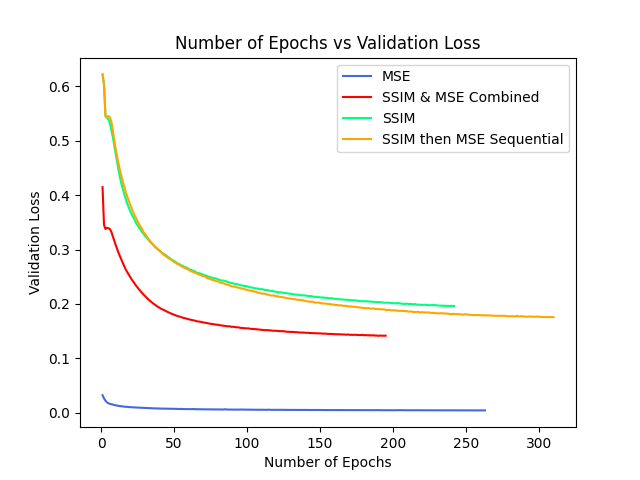 Number of Epochs vs Validation Loss
MSE
SSIM & MSE Combined
SSIM
SSIM then MSE Sequential
Validation Loss
0.6
0.5
0.4
0.3
0.2
0.1
0.0
0 50 100 150 200 250 300
Number of Epochs